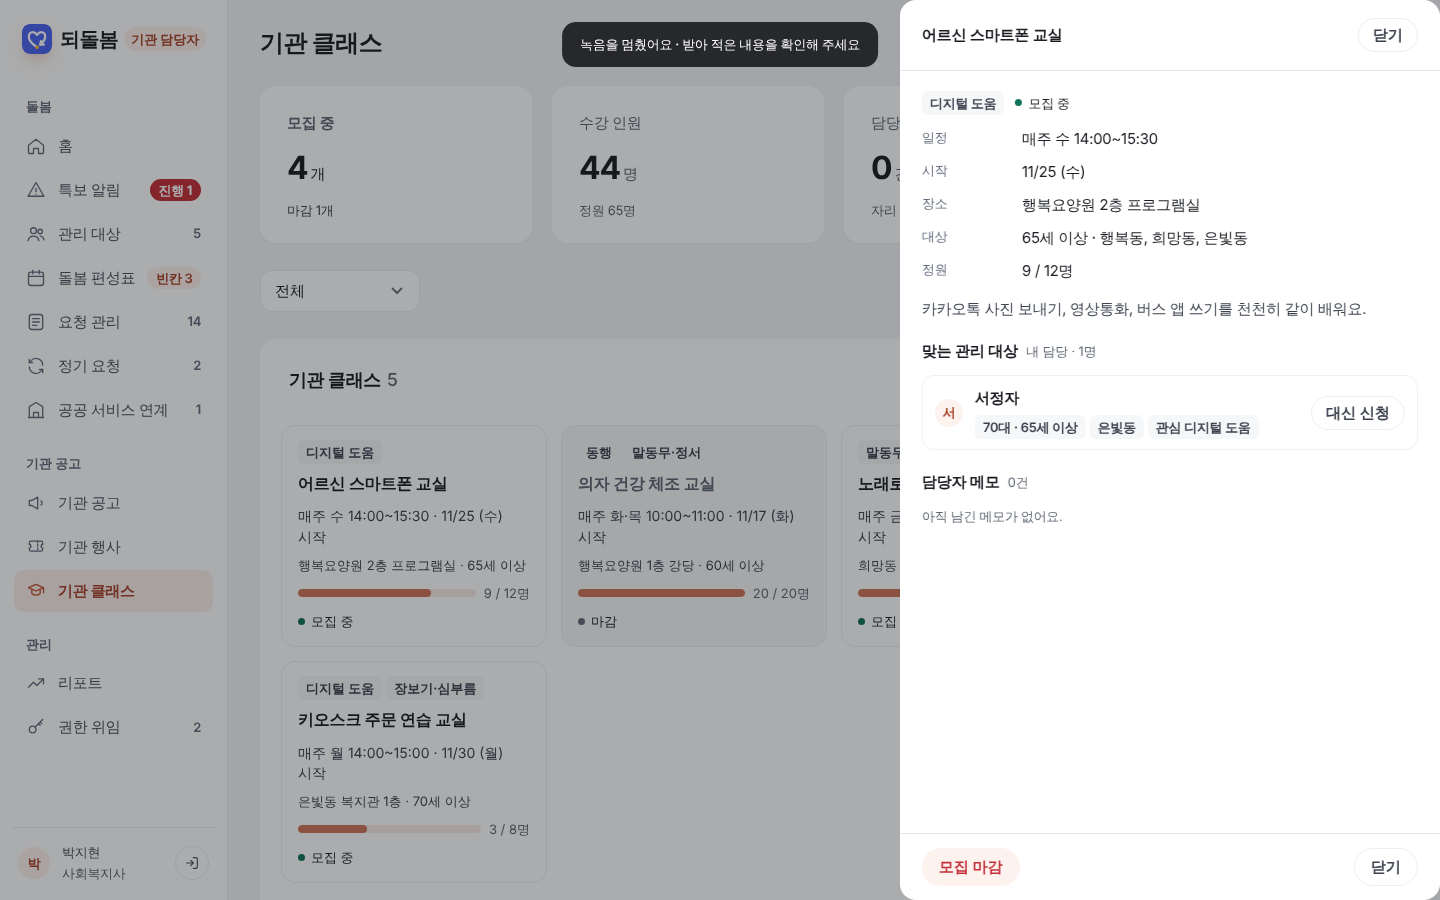 되돌봄 기관 담당자
돌봄
홈
특보 알림 진행 1
관리 대상 5
돌봄 편성표 빈칸 3
요청 관리 14
정기 요청 2
공공 서비스 연계 1
기관 공고
기관 공고
기관 행사
기관 클래스
관리
리포트
권한 위임 2
박 박지현
사회복지사
기관 클래스
녹음을 멈췄어요 · 받아 적은 내용을 확인해 주세요
모집 중
4개
마감 1개
수강 인원
44명
정원 65명
담당
0
자리
전체
기관 클래스 5
디지털 도움
어르신 스마트폰 교실
매주 수 14:00~15:30 · 11/25 (수)
시작
행복요양원 2층 프로그램실 · 65세 이상
9 / 12명
모집 중
동행 말동무·정서
의자 건강 체조 교실
매주 화·목 10:00~11:00 · 11/17 (화)
시작
행복요양원 1층 강당 · 60세 이상
20 / 20명
마감
말동무
노래로
매주 금
시작
희망동
모집
디지털 도움 장보기·심부름
키오스크 주문 연습 교실
매주 월 14:00~15:00 · 11/30 (월)
시작
은빛동 복지관 1층 · 70세 이상
3 / 8명
모집 중
어르신 스마트폰 교실 닫기
디지털 도움 모집 중
일정 매주 수 14:00~15:30
시작 11/25 (수)
장소 행복요양원 2층 프로그램실
대상 65세 이상 · 행복동, 희망동, 은빛동
정원 9 / 12명
카카오톡 사진 보내기, 영상통화, 버스 앱 쓰기를 천천히 같이 배워요.
맞는 관리 대상 내 담당 · 1명
서 서정자
70대 · 65세 이상 은빛동 관심 디지털 도움
대신 신청
담당자 메모 0건
아직 남긴 메모가 없어요.
모집 마감 닫기